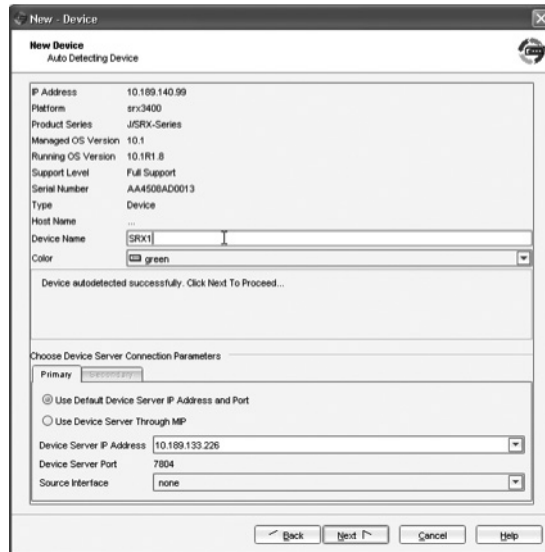 New - Device
New Device
Auto Detecting Device
IP Address 10.189.140.99
Platform srx3400
Product Series J/SRX-Series
Managed OS Version 10.1
Running OS Version 10.1R1.8
Support Level Full Support
Serial Number AA4508AD0013
Type Device
Host Name ...
Device Name SRX1
Color green
Device autodetected successfully. Click Next To Proceed...
Choose Device Server Connection Parameters
Primary Secondary
Use Default Device Server IP Address and Port
Use Device Server Through MIP
Device Server IP Address 10.189.133.226
Device Server Port 7804
Source Interface none
Back Next Cancel Help